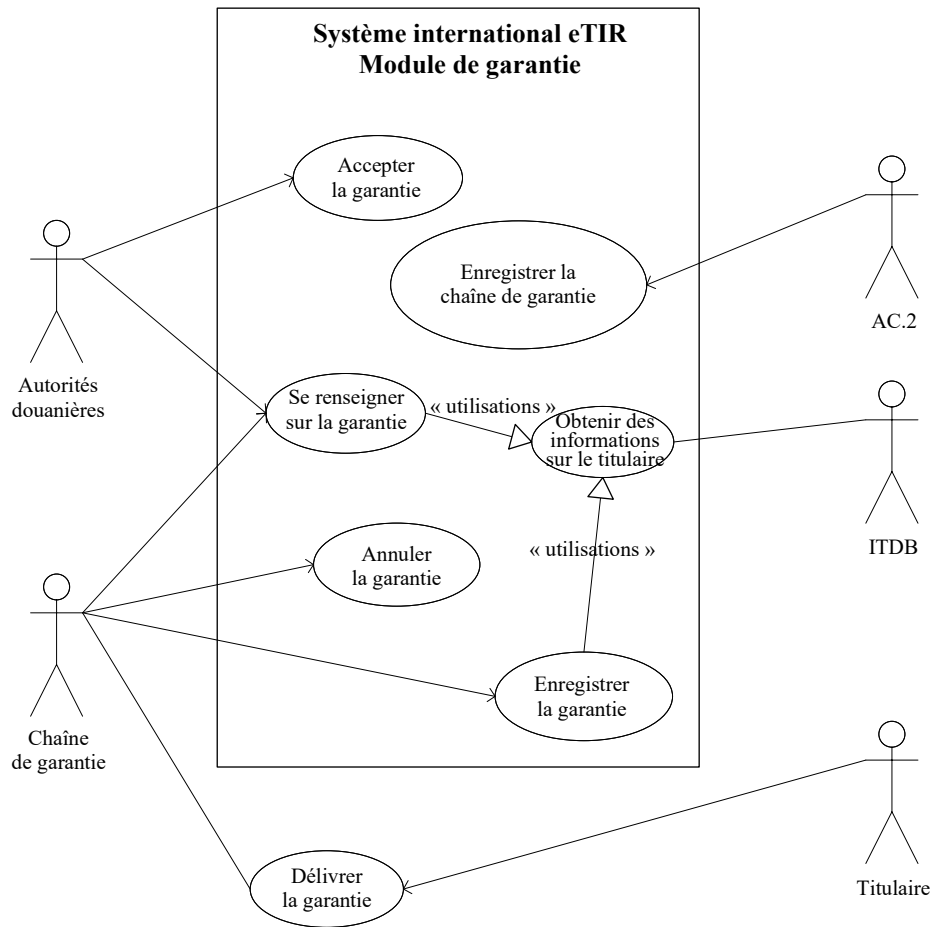 Système international eTIR
Module de garantie
Accepter
la garantie
Enregistrer la
chaîne de garantie
AC.2
Autorités
douanières
Se renseigner
sur la garantie
« utilisations »
Obtenir des
informations
sur le titulaire
ITDB
Annuler
la garantie
« utilisations »
Enregistrer
la garantie
Chaîne
de garantie
Délivrer
la garantie
Titulaire